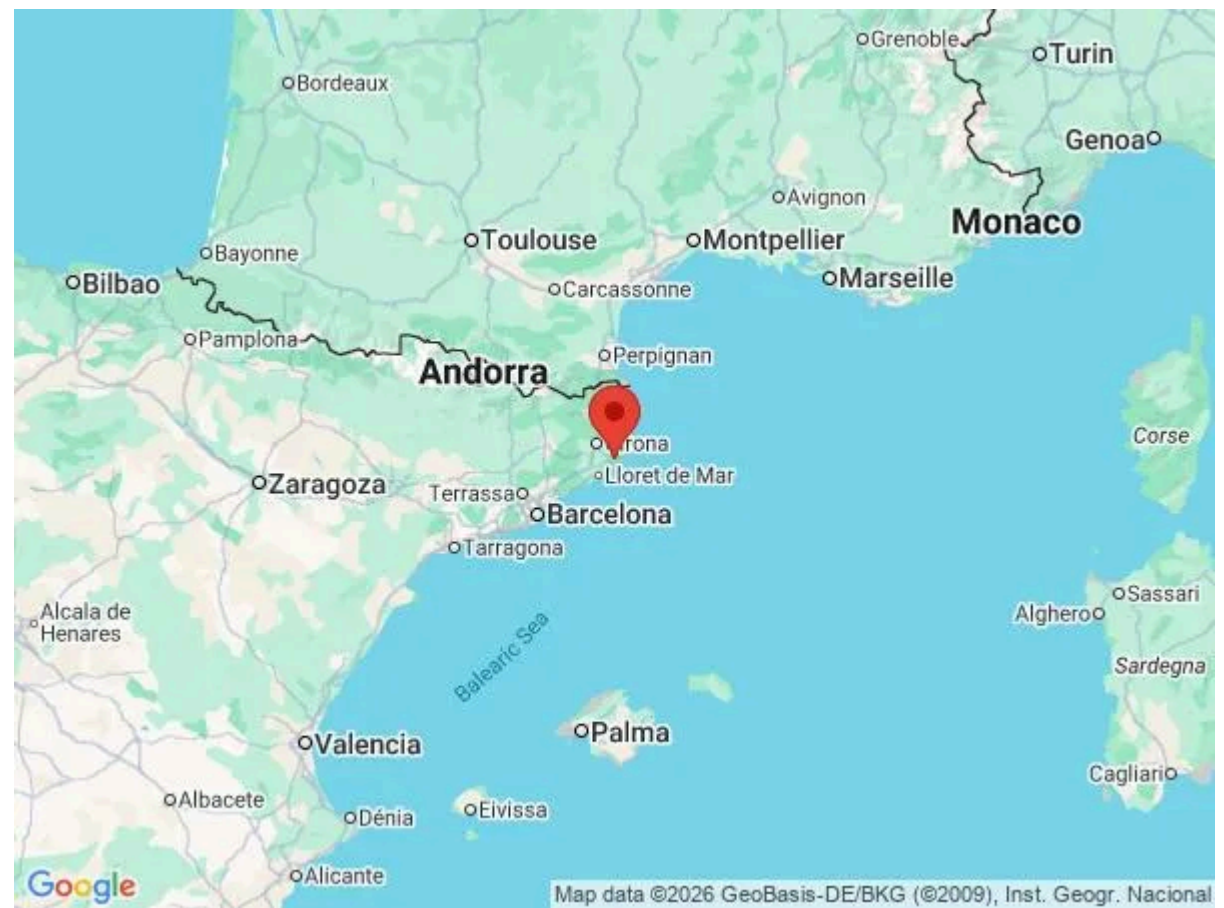 Grenoble
Turin
Bordeaux
Genoa
Avignon
Monaco
Toulouse
Montpellier
Bayonne
Marseille
Bilbao
Carcassonne
Pamplona
Perpignan
Andorra
Corse
rona
Lloret de Mar
Zaragoza
Terrassa
Barcelona
Tarragona
Sassari
Alcala de
Henares
Alghero
Balearic Sea
Sardegna
Palma
Valencia
Cagliari
Albacete
Eivissa
Dénia
Alicante
Google
Map data ©2026 GeoBasis-DE/BKG (©2009), Inst. Geogr. Nacional